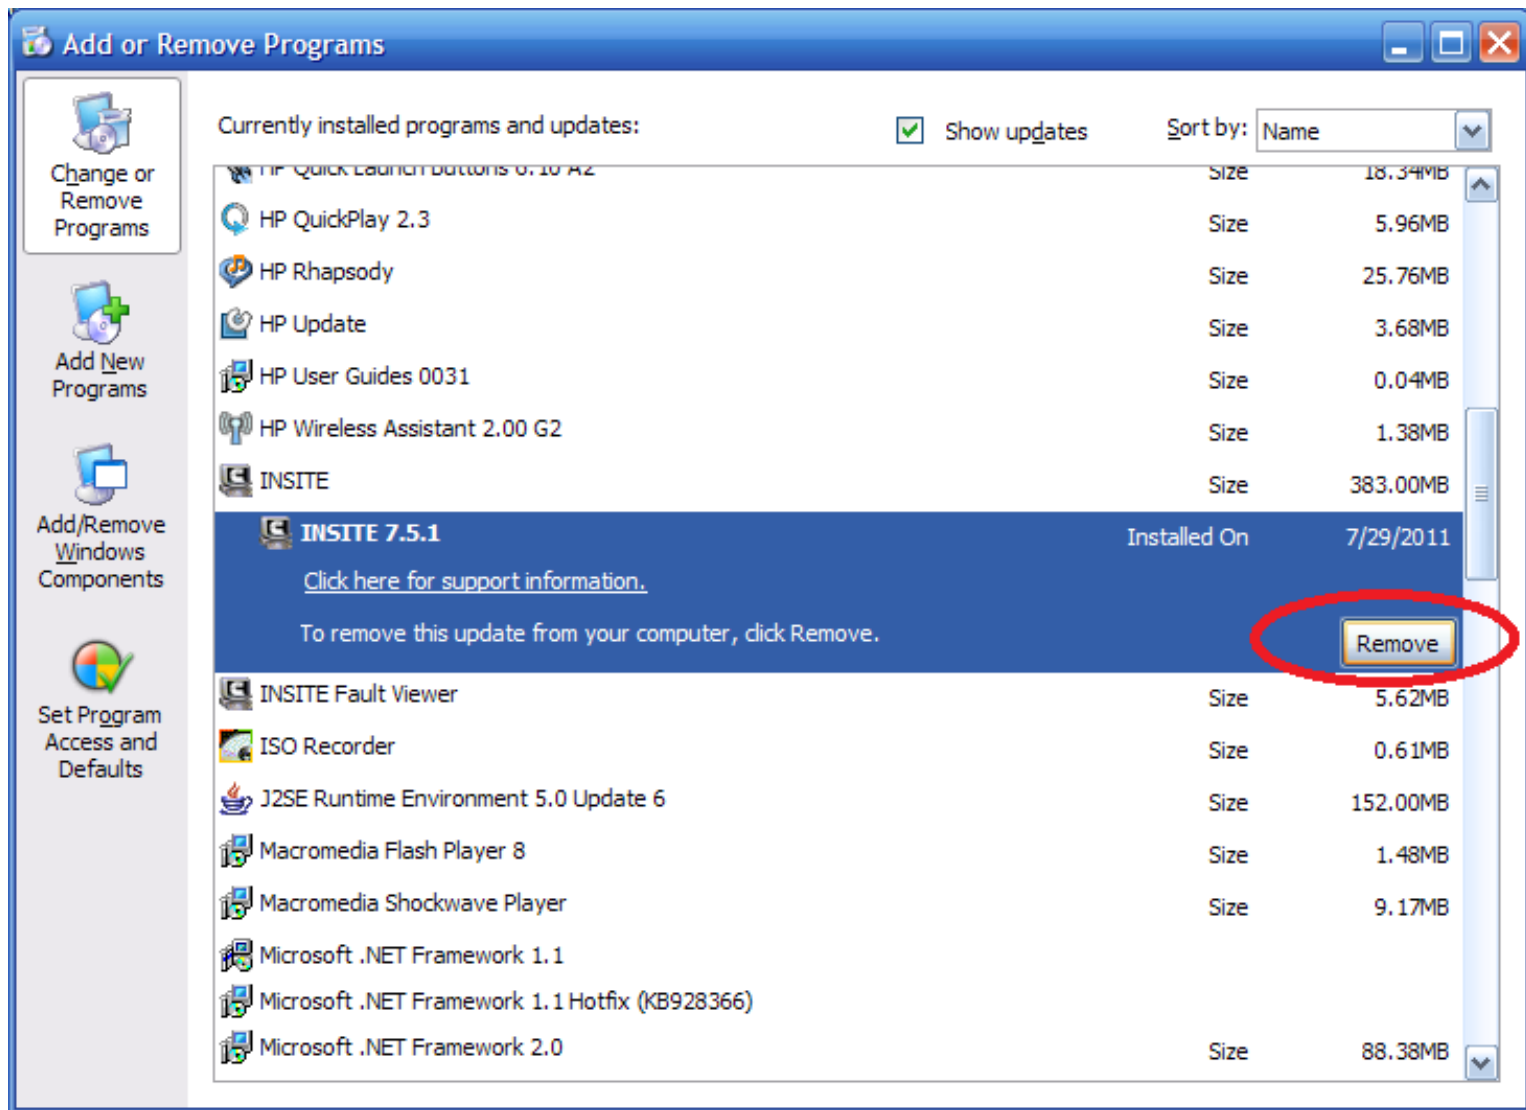 Add or Remove Programs
Change or
Remove
Programs
Add New
Programs
Add/Remove
Windows
Components
Set Program
Access and
Defaults
Currently installed programs and updates:
Show updates
Sort by: Name
HP Quick Launch Buttons 6.10 A2 Size 18.34MB
HP QuickPlay 2.3 Size 5.96MB
HP Rhapsody Size 25.76MB
HP Update Size 3.68MB
HP User Guides 0031 Size 0.04MB
HP Wireless Assistant 2.00 G2 Size 1.38MB
INSITE Size 383.00MB
INSITE 7.5.1 Installed On 7/29/2011
Click here for support information.
To remove this update from your computer, click Remove. Remove
INSITE Fault Viewer Size 5.62MB
ISO Recorder Size 0.61MB
J2SE Runtime Environment 5.0 Update 6 Size 152.00MB
Macromedia Flash Player 8 Size 1.48MB
Macromedia Shockwave Player Size 9.17MB
Microsoft .NET Framework 1.1
Microsoft .NET Framework 1.1 Hotfix (KB928366)
Microsoft .NET Framework 2.0 Size 88.38MB